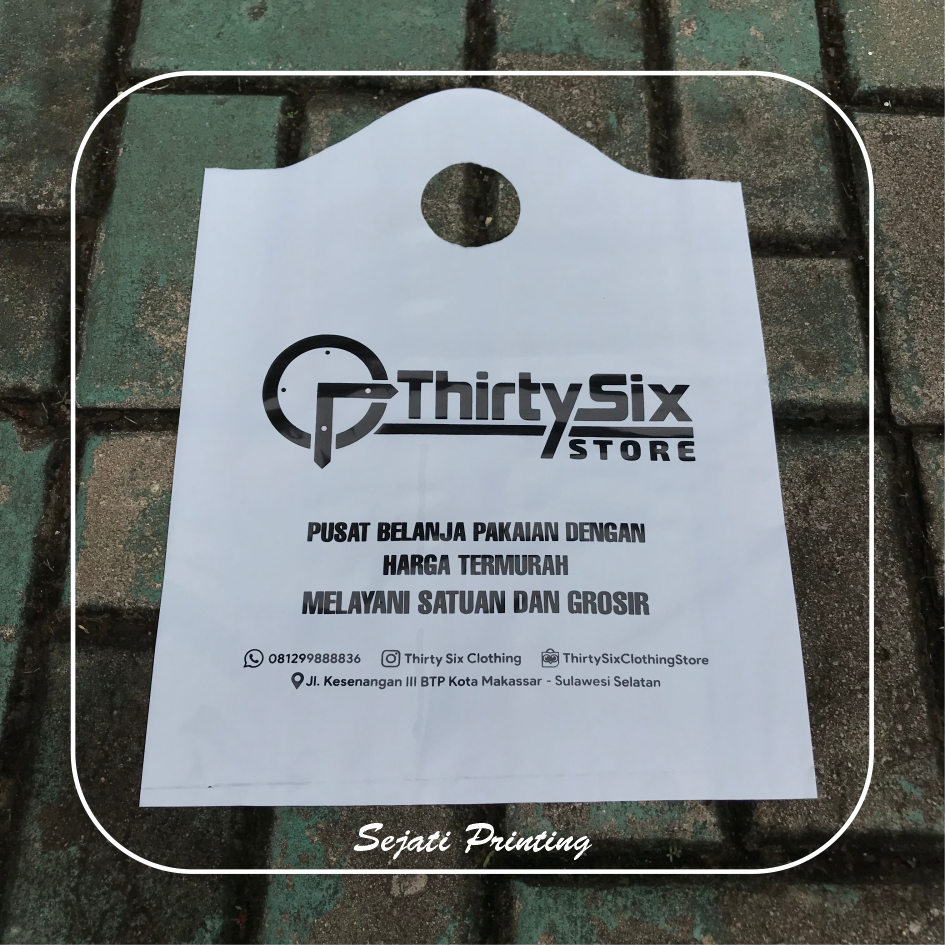 ThirtySix
STORE
PUSAT BELANJA PAKAIAN DENGAN
HARGA TERMURAH
MELAYANI SATUAN DAN GROSIR
081299888836 Thirty Six Clothing ThirtySixClothingStore
Jl. Kesenangan III BTP Kota Makassar - Sulawesi Selatan
Sejati Printing